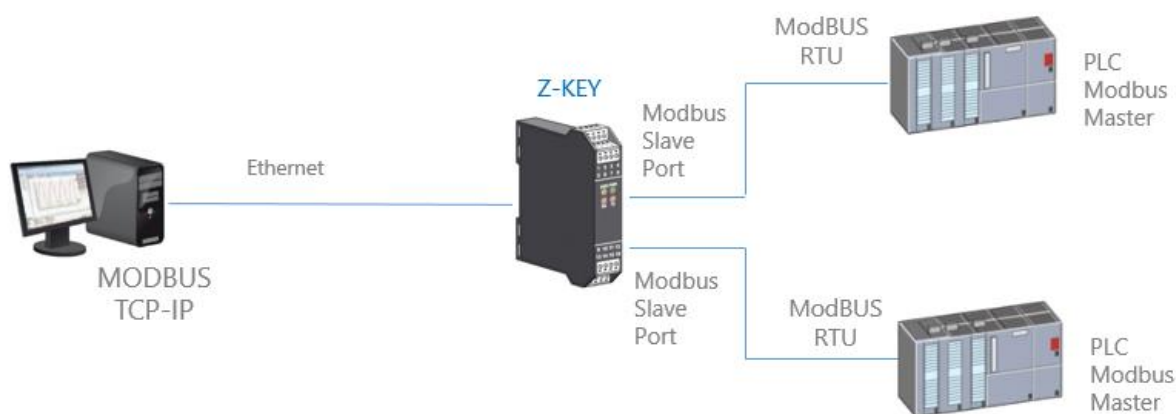 ModBUS
RTU
PLC
Modbus
Master
Z-KEY
Modbus
Slave
Port
Ethernet
MODBUS
TCP-IP
Modbus
Slave
Port
ModBUS
RTU
PLC
Modbus
Master